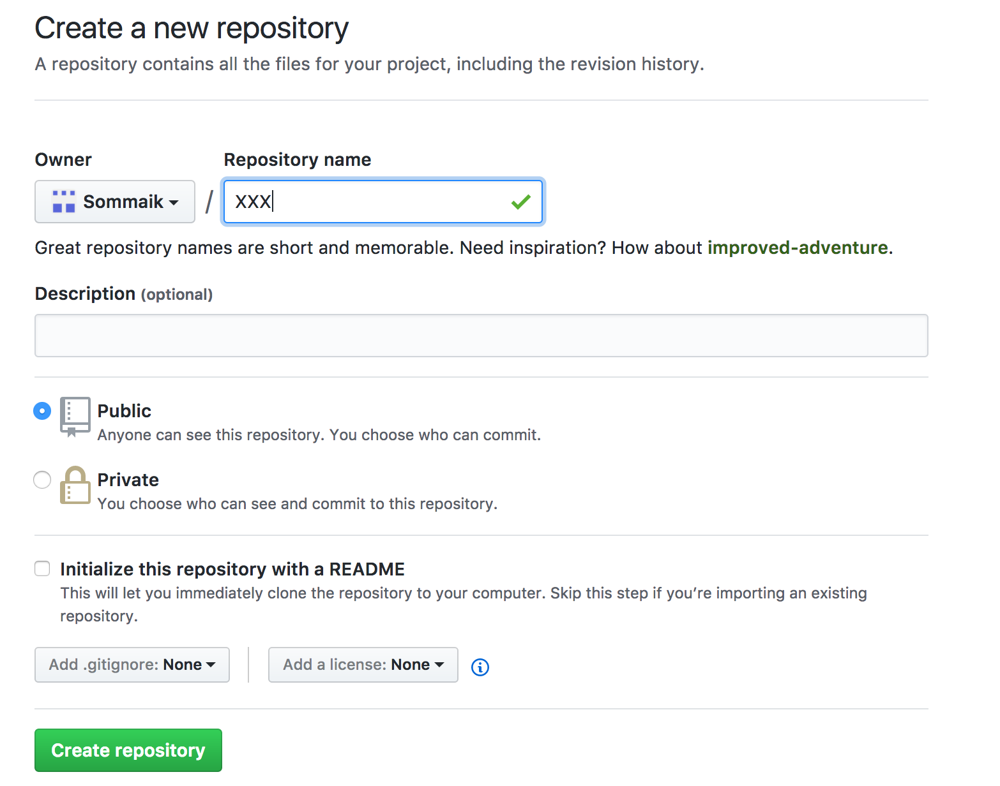 Create a new repository
A repository contains all the files for your project, including the revision history.
Owner
Repository name
Sommaik
/
XXX
Great repository names are short and memorable. Need inspiration? How about improved-adventure.
Description (optional)
Public
Anyone can see this repository. You choose who can commit.
Private
You choose who can see and commit to this repository.
Initialize this repository with a README
This will let you immediately clone the repository to your computer. Skip this step if you’re importing an existing
repository.
Add .gitignore: None
Add a license: None
Create repository